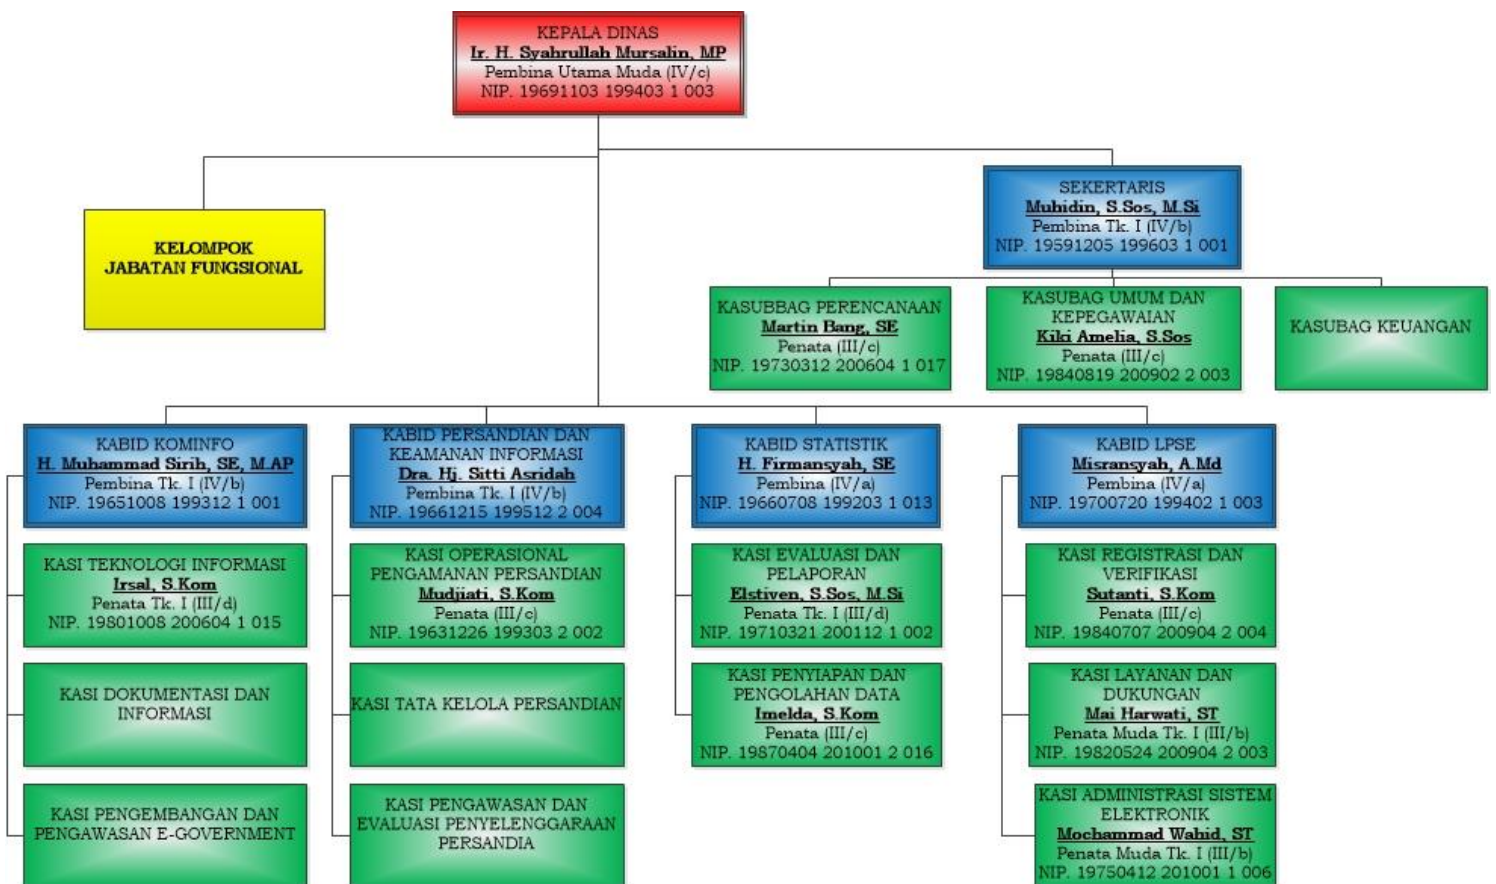 KEPALA DINAS
Ir. H. Syahrullah Mursalin, MP
Pembina Utama Muda (IV/c)
NIP. 19691103 199403 1 003
KELOMPOK
JABATAN FUNGSIONAL
SEKERTARIS
Muhidin, S.Sos, M.Si
Pembina Tk. I (IV/b)
NIP. 19591205 199603 1 001
KASUBBAG PERENCANAAN
Martin Bang, SE
Penata (III/c)
NIP. 19730312 200604 1 017
KASUBAG UMUM DAN
KEPEGAWAIAN
Kiki Amelia, S.Sos
Penata (III/c)
NIP. 19840819 200902 2 003
KASUBAG KEUANGAN
KABID KOMINFO
H. Muhammad Sirih, SE, M.AP
Pembina Tk. I (IV/b)
NIP. 19651008 199312 1 001
KASI TEKNOLOGI INFORMASI
Irsal, S.Kom
Penata Tk. I (III/d)
NIP. 19801008 200604 1 015
KASI DOKUMENTASI DAN
INFORMASI
KASI PENGEMBANGAN DAN
PENGAWASAN E-GOVERNMENT
KABID PERSANDIAN DAN
KEAMANAN INFORMASI
Dra. Hj. Sitti Asridah
Pembina Tk. I (IV/b)
NIP. 19661215 199512 2 004
KASI OPERASIONAL
PENGAMANAN PERSANDIAN
Mudjiati, S.Kom
Penata (III/c)
NIP. 19631226 199303 2 002
KASI TATA KELOLA PERSANDIAN
KASI PENGAWASAN DAN
EVALUASI PENYELENGGARAAN
PERSANDIA
KABID STATISTIK
H. Firmansyah, SE
Pembina (IV/a)
NIP. 19660708 199203 1 013
KASI EVALUASI DAN
PELAPORAN
Elstiven, S.Sos, M.Si
Penata Tk. I (III/d)
NIP. 19710321 200112 1 002
KASI PENYIAPAN DAN
PENGOLAHAN DATA
Imelda, S.Kom
Penata (III/c)
NIP. 19870404 201001 2 016
KABID LPSE
Misransyah, A.Md
Pembina (IV/a)
NIP. 19700720 199402 1 003
KASI REGISTRASI DAN
VERIFIKASI
Sutanti, S.Kom
Penata (III/c)
NIP. 19840707 200904 2 004
KASI LAYANAN DAN
DUKUNGAN
Mai Harwati, ST
Penata Muda Tk. I (III/b)
NIP. 19820524 200904 2 003
KASI ADMINISTRASI SISTEM
ELEKTRONIK
Mochammad Wahid, ST
Penata Muda Tk. I (III/b)
NIP. 19750412 201001 1 006